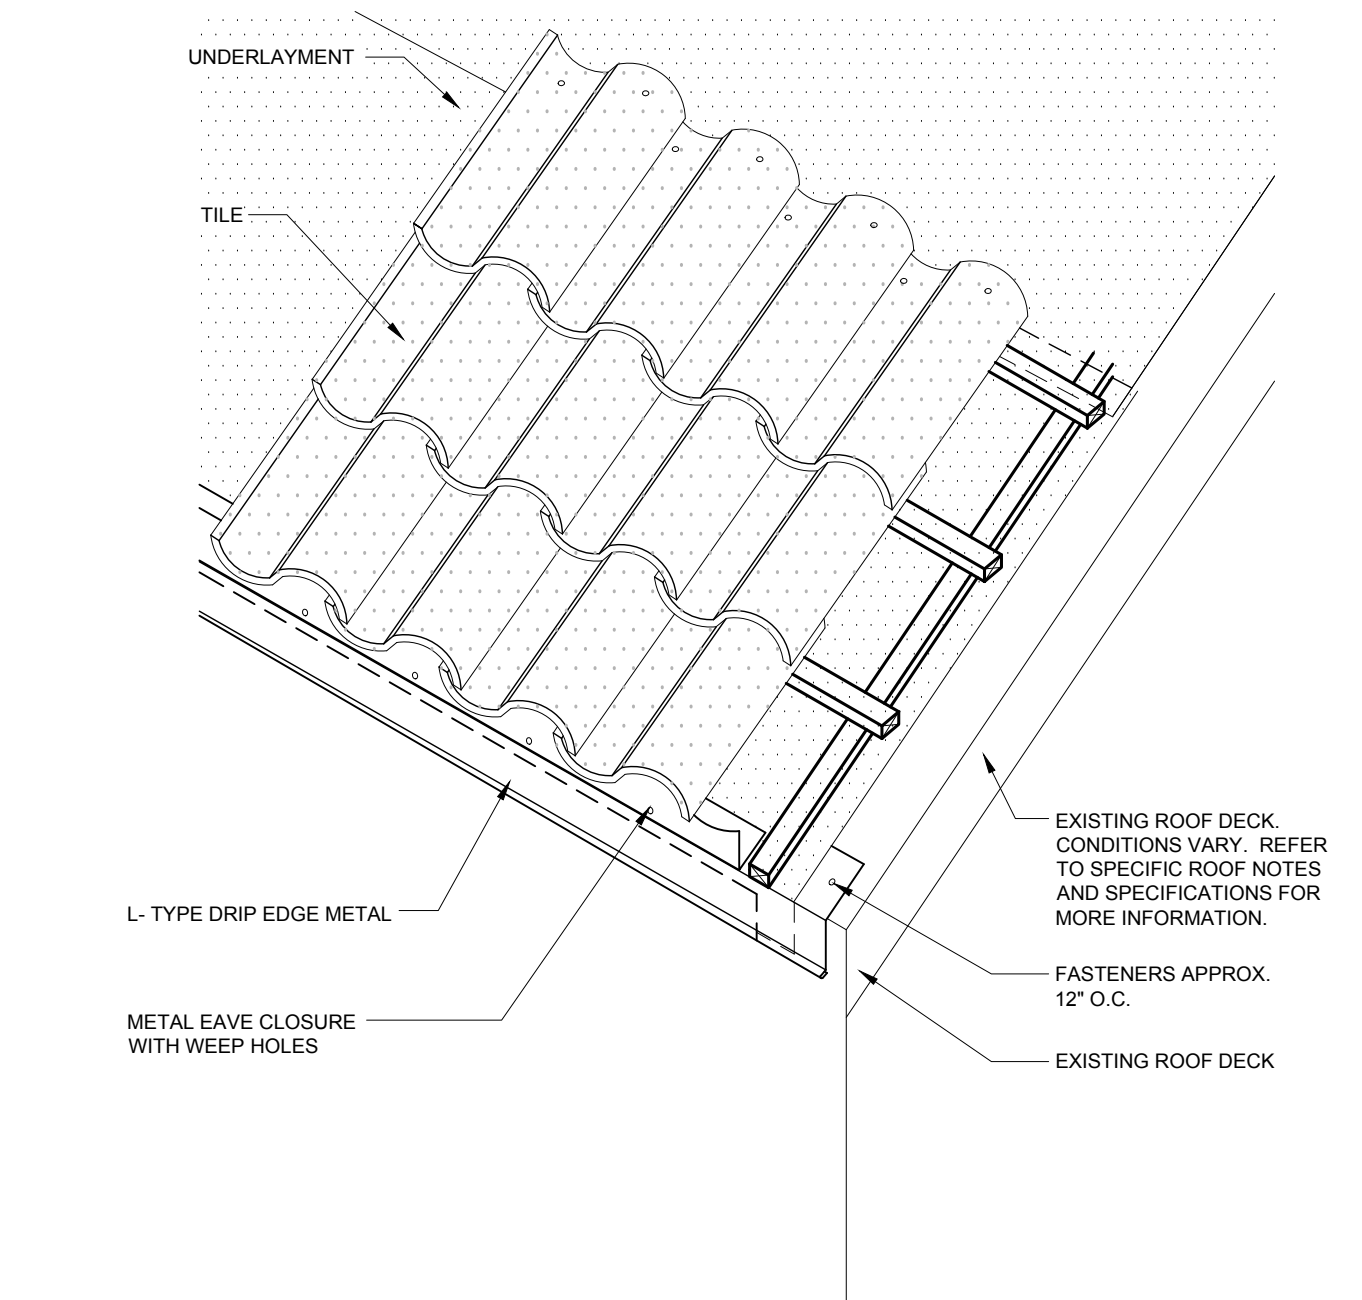 UNDERLAYMENT
TILE
EXISTING ROOF DECK.
CONDITIONS VARY. REFER
TO SPECIFIC ROOF NOTES
AND SPECIFICATIONS FOR
MORE INFORMATION.
L- TYPE DRIP EDGE METAL
FASTENERS APPROX.
12" O.C.
METAL EAVE CLOSURE
WITH WEEP HOLES
EXISTING ROOF DECK